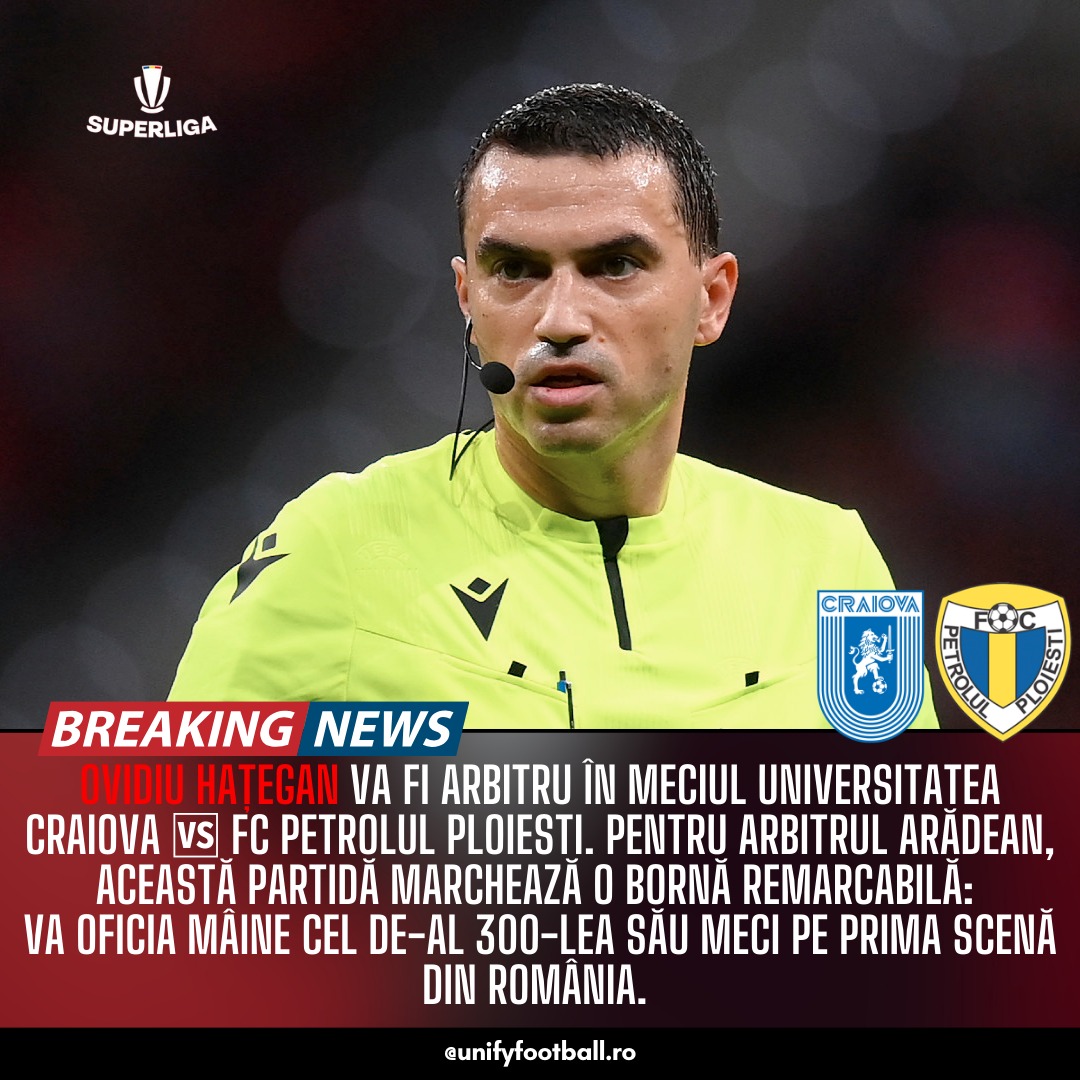 SUPERLIGA
CRAIOVA
FC
PETROLUL
PLOIESTI
BREAKING NEWS
OVIDIU HAȚEGAN VA FI ARBITRU ÎN MECIUL UNIVERSITATEA
CRAIOVA VS FC PETROLUL PLOIESTI. PENTRU ARBITRUL ARĂDEAN,
ACEASTĂ PARTIDĂ MARCHEAZĂ O BORNĂ REMARCABILĂ:
VA OFICIA MÂINE CEL DE-AL 300-LEA SĂU MECI PE PRIMA SCENĂ
DIN ROMÂNIA.
@unifyfootball.ro